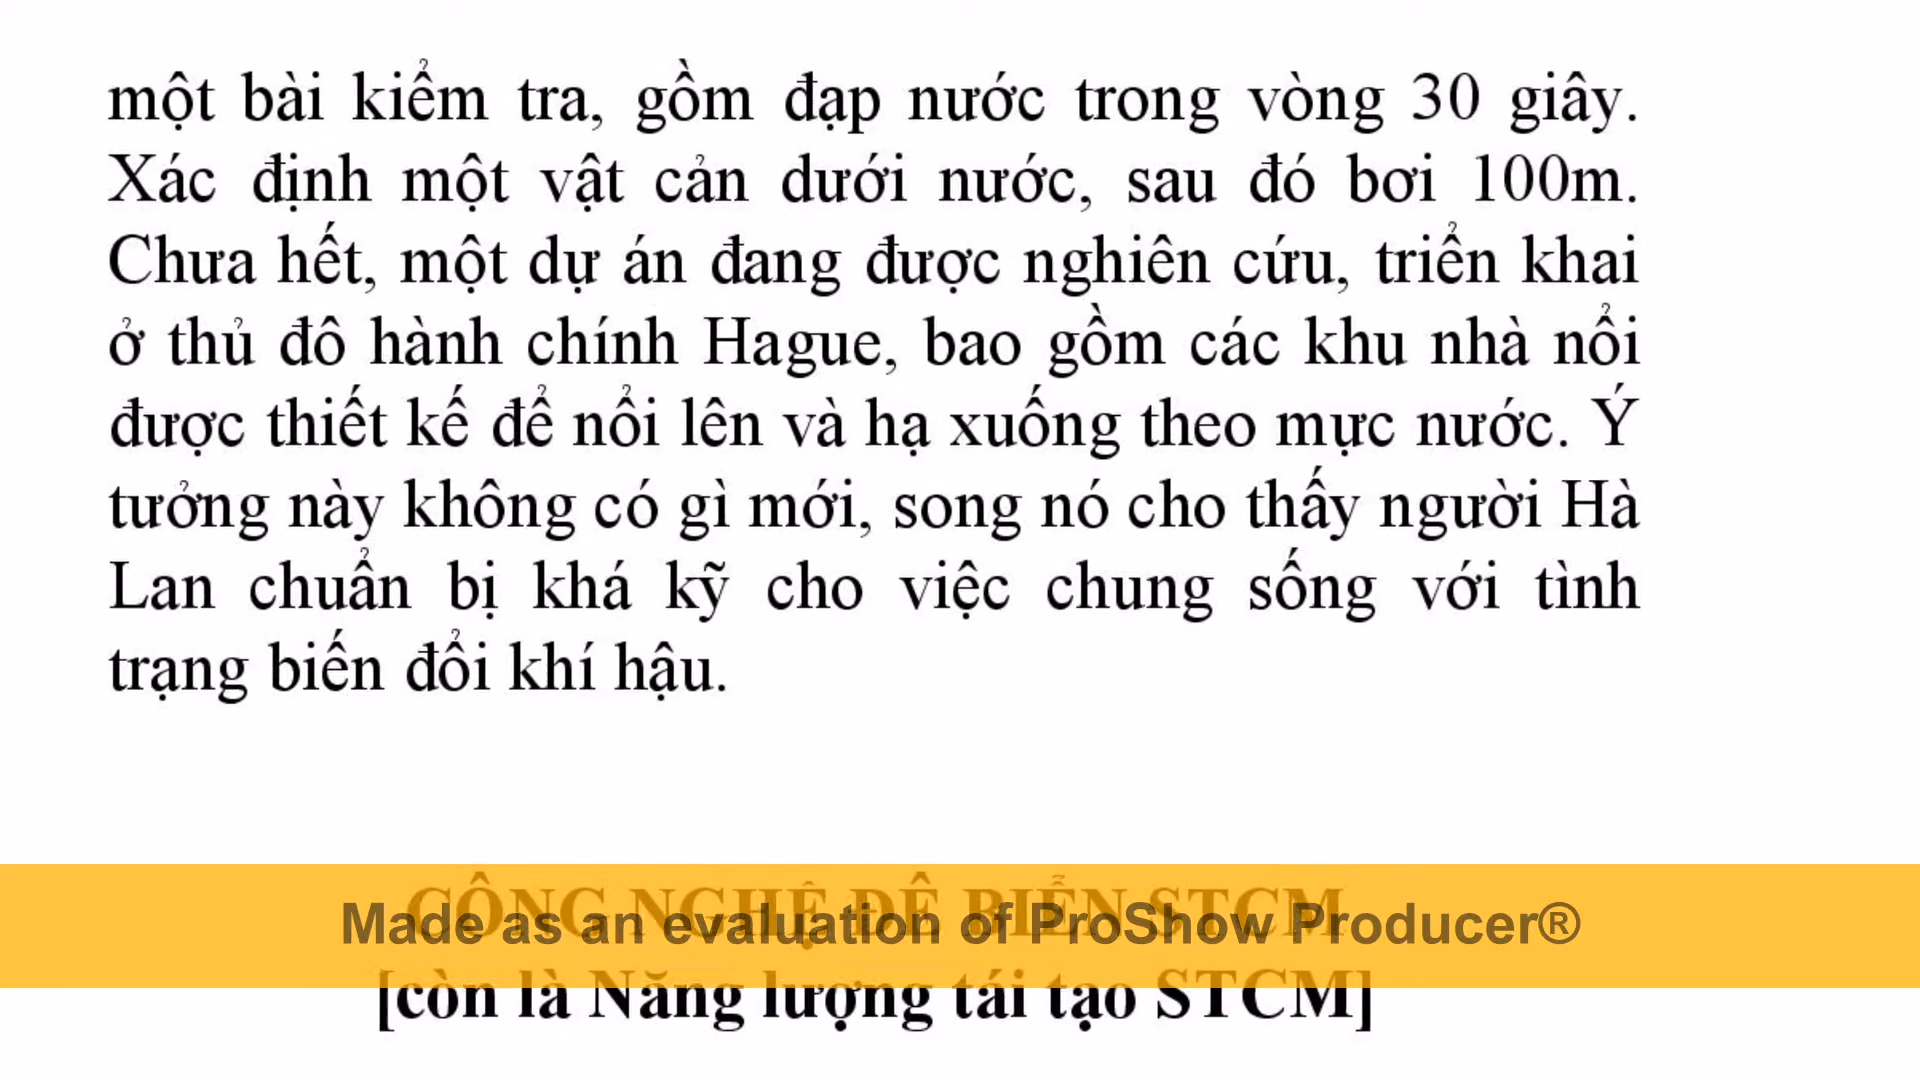 một bài kiểm tra, gồm đạp nước trong vòng 30 giây.
Xác định một vật cản dưới nước, sau đó bơi 100m.
Chưa hết, một dự án đang được nghiên cứu, triển khai
ở thủ đô hành chính Hague, bao gồm các khu nhà nổi
được thiết kế để nổi lên và hạ xuống theo mực nước. Ý
tưởng này không có gì mới, song nó cho thấy người Hà
Lan chuẩn bị khá kỹ cho việc chung sống với tình
trạng biến đổi khí hậu.
CÔNG NGHỆ ĐÊ BIỂN STCM
Made as an evaluation of ProShow Producer®
[còn là Năng lượng tái tạo STCM]